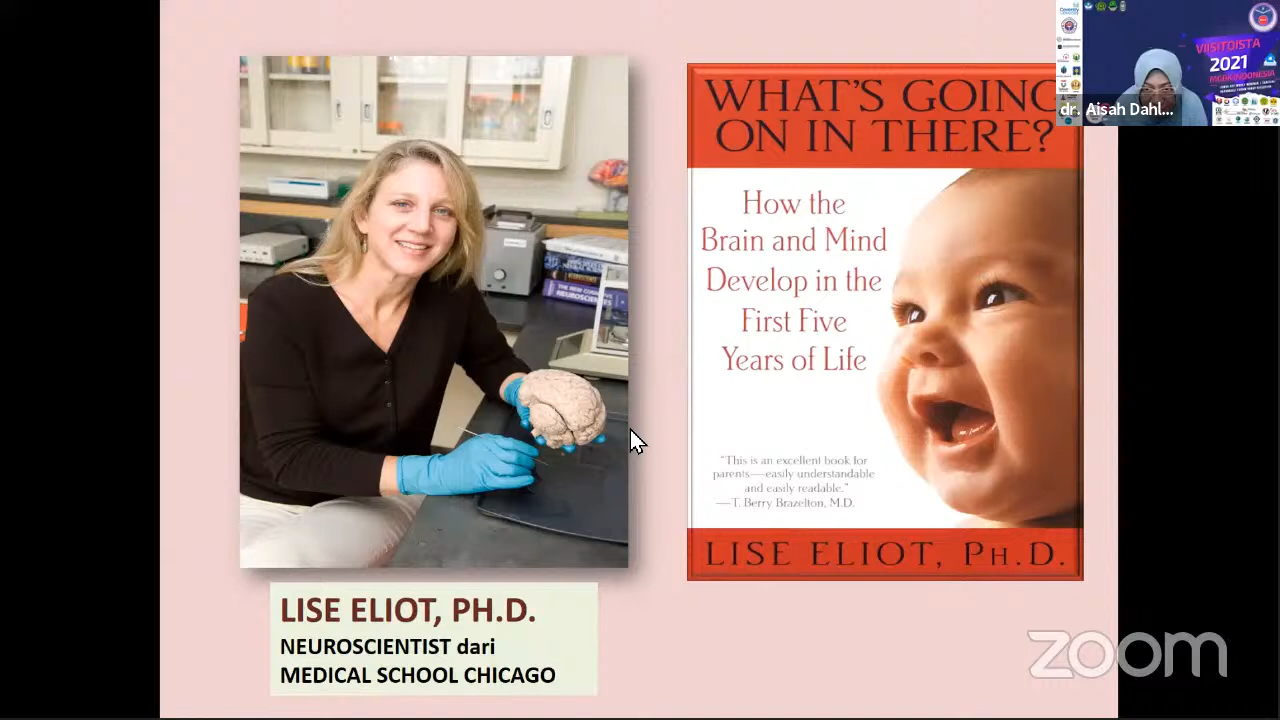 WHAT'S GOING
ON IN THERE?
How the
Brain and Mind
Develop in the
First Five
Years of Life
"This is an excellent book for
parents—easily understandable
and easily readable."
—T. Berry Brazelton, M.D.
LISE ELIOT, PH.D.
LISE ELIOT, PH.D.
NEUROSCIENTIST dari
MEDICAL SCHOOL CHICAGO
VIISITOISTA
2021
MGBKINDONESIA
dr. Aisah Dahl...
zoom